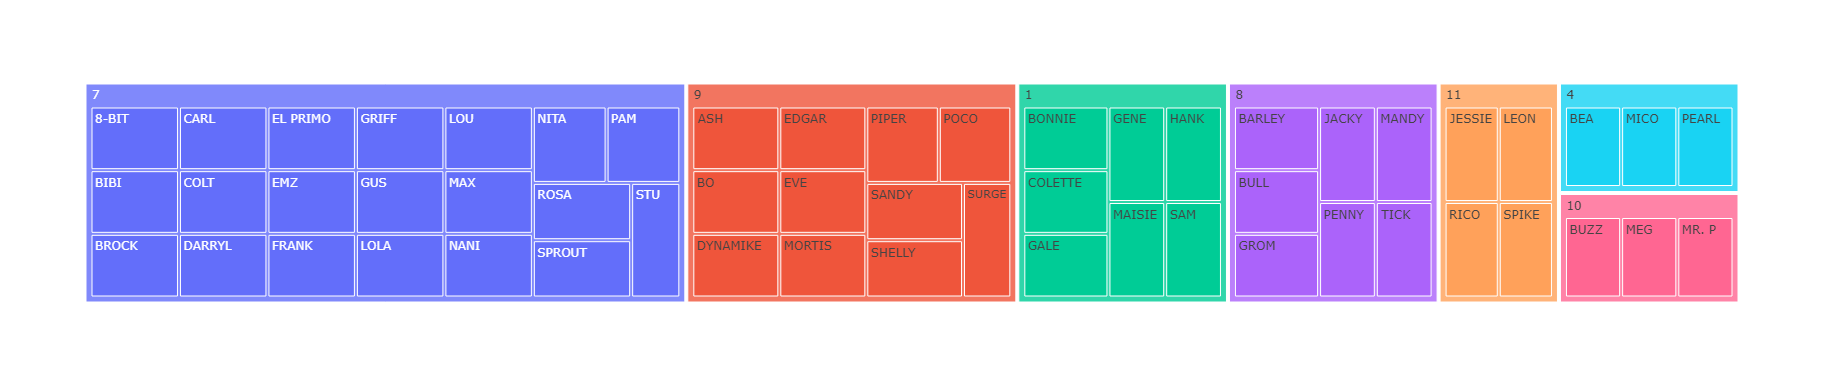 7
8-BIT
CARL
EL PRIMO
GRIFF
LOU
NITA
PAM
BIBI
COLT
EMZ
GUS
MAX
ROSA
STU
BROCK
DARRYL
FRANK
LOLA
NANI
SPROUT
9
ASH
EDGAR
PIPER
POCO
BO
EVE
SANDY
SURGE
DYNAMIKE
MORTIS
SHELLY
1
BONNIE
GENE
HANK
COLETTE
MAISIE
SAM
GALE
8
BARLEY
JACKY
MANDY
BULL
PENNY
TICK
GROM
11
JESSIE
LEON
RICO
SPIKE
4
BEA
MICO
PEARL
10
BUZZ
MEG
MR. P